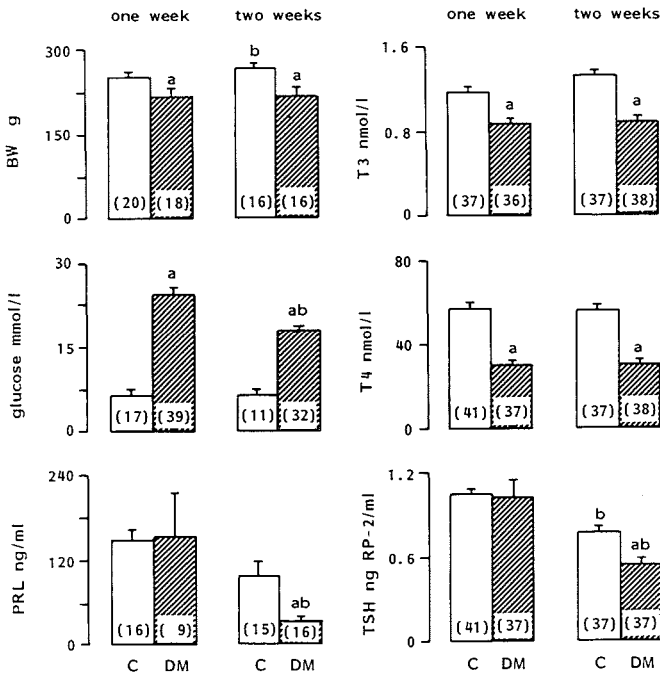 one week two weeks
300
150
0
BW g
b
a
a
(20) (18) (16) (16)
30
15
0
glucose mmol/l
a
ab
(17) (39) (11) (32)
240
120
0
PRL ng/ml
ab
(16) ( 9) (15) (16)
C DM C DM
one week two weeks
1.6
0.8
0
T3 nmol/l
a
a
(37) (36) (37) (38)
80
40
0
T4 nmol/l
a
a
(41) (37) (37) (38)
1.2
0.6
0
TSH ng RP-2/ml
b
ab
(41) (37) (37) (37)
C DM C DM